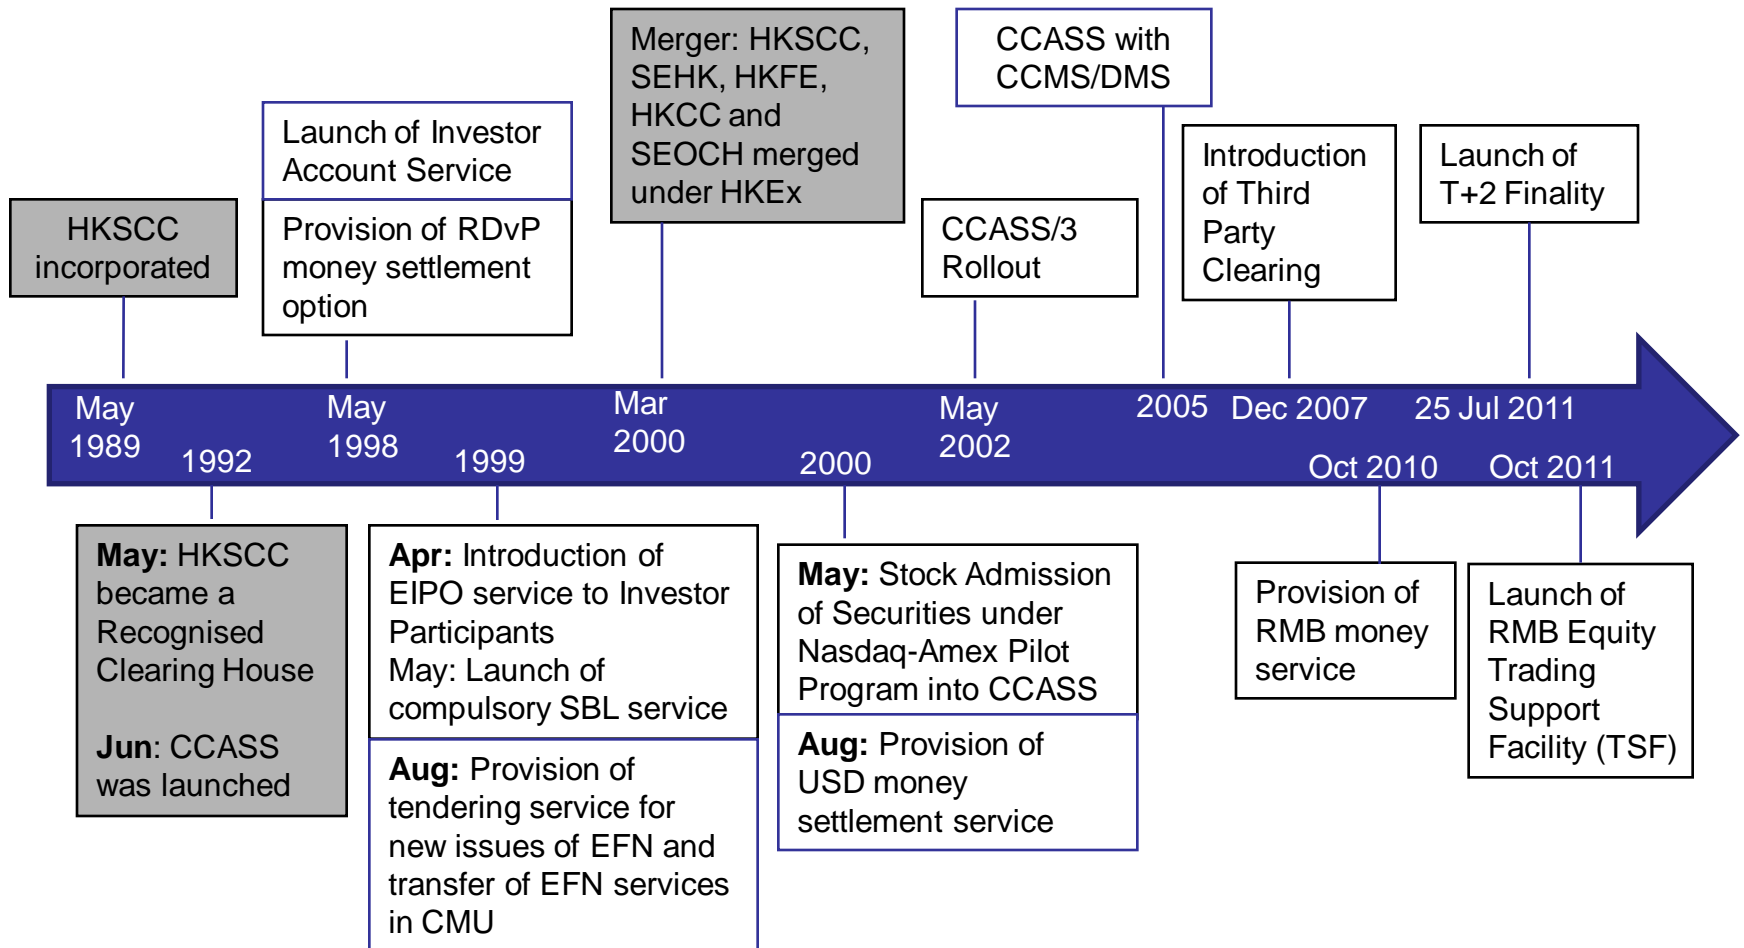 HKSCC
incorporated
Launch of Investor
Account Service
Provision of RDvP
money settlement
option
Merger: HKSCC,
SEHK, HKFE,
HKCC and
SEOCH merged
under HKEx
CCASS/3
Rollout
CCASS with
CCMS/DMS
Introduction
of Third
Party
Clearing
Launch of
T+2 Finality
May
1989
1992
May
1998
1999
Mar
2000
2000
May
2002
2005
Dec 2007
Oct 2010
25 Jul 2011
Oct 2011
May: HKSCC
became a
Recognised
Clearing House
Jun: CCASS
was launched
Apr: Introduction of
EIPO service to Investor
Participants
May: Launch of
compulsory SBL service
Aug: Provision of
tendering service for
new issues of EFN and
transfer of EFN services
in CMU
May: Stock Admission
of Securities under
Nasdaq-Amex Pilot
Program into CCASS
Aug: Provision of
USD money
settlement service
Provision of
RMB money
service
Launch of
RMB Equity
Trading
Support
Facility (TSF)